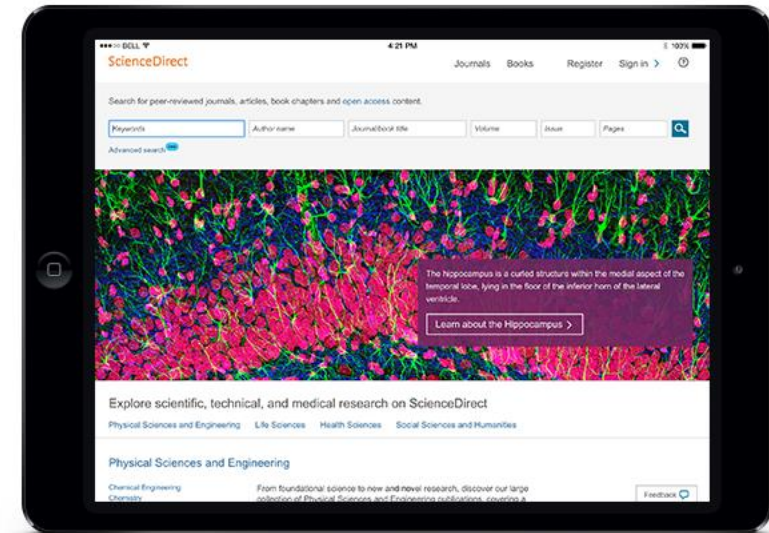 BELL 4:21 PM 100%
ScienceDirect
Journals Books Register Sign in > ?
Search for peer-reviewed journals, articles, book chapters and open access content.
Keywords Author name Journal/book title Volume Issue Pages
Advanced search
The hippocampus is a curled structure within the medial aspect of the
temporal lobe, lying in the floor of the inferior horn of the lateral
ventricle.
Learn about the Hippocampus >
Explore scientific, technical, and medical research on ScienceDirect
Physical Sciences and Engineering Life Sciences Health Sciences Social Sciences and Humanities
Physical Sciences and Engineering
Chemical Engineering
Chemistry
From foundational science to new and novel research, discover our large
collection of Physical Sciences and Engineering publications, covering a
Feedback